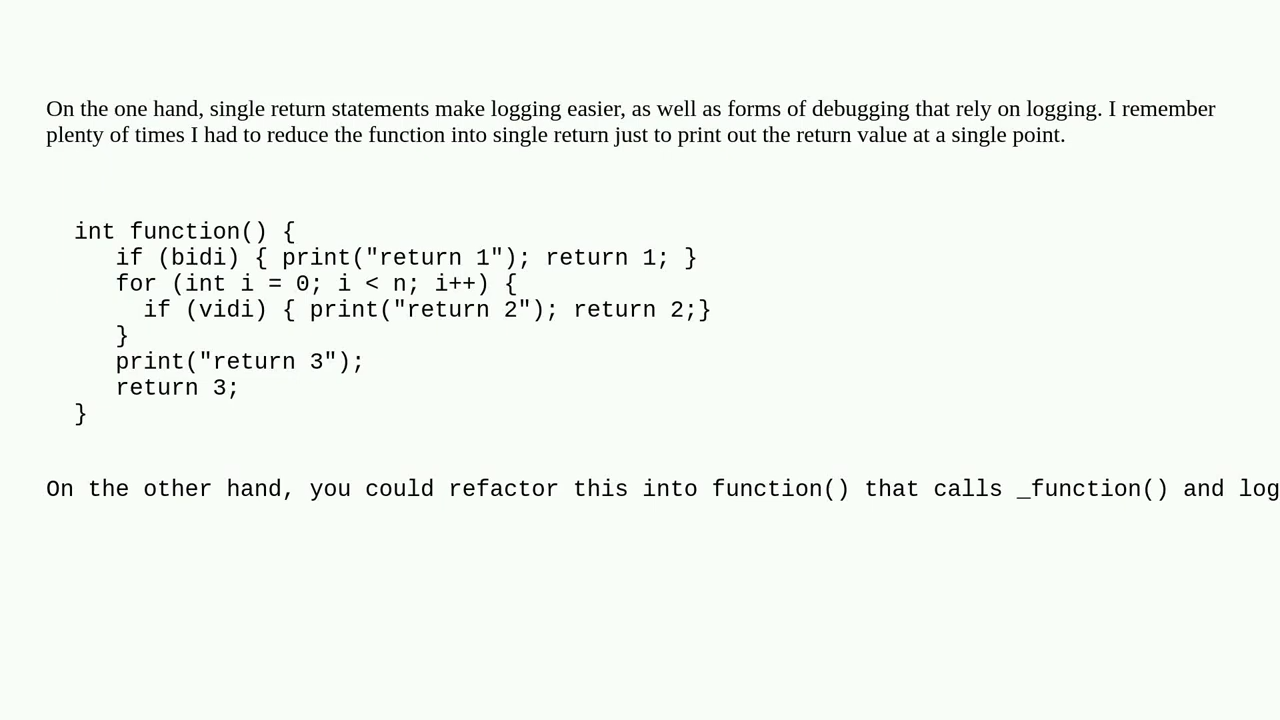 On the one hand, single return statements make logging easier, as well as forms of debugging that rely on logging. I remember
plenty of times I had to reduce the function into single return just to print out the return value at a single point.
int function() {
   if (bidi) { print("return 1"); return 1; }
   for (int i = 0; i < n; i++) {
     if (vidi) { print("return 2"); return 2;}
   }
   print("return 3");
   return 3;
}
On the other hand, you could refactor this into function() that calls _function() and log